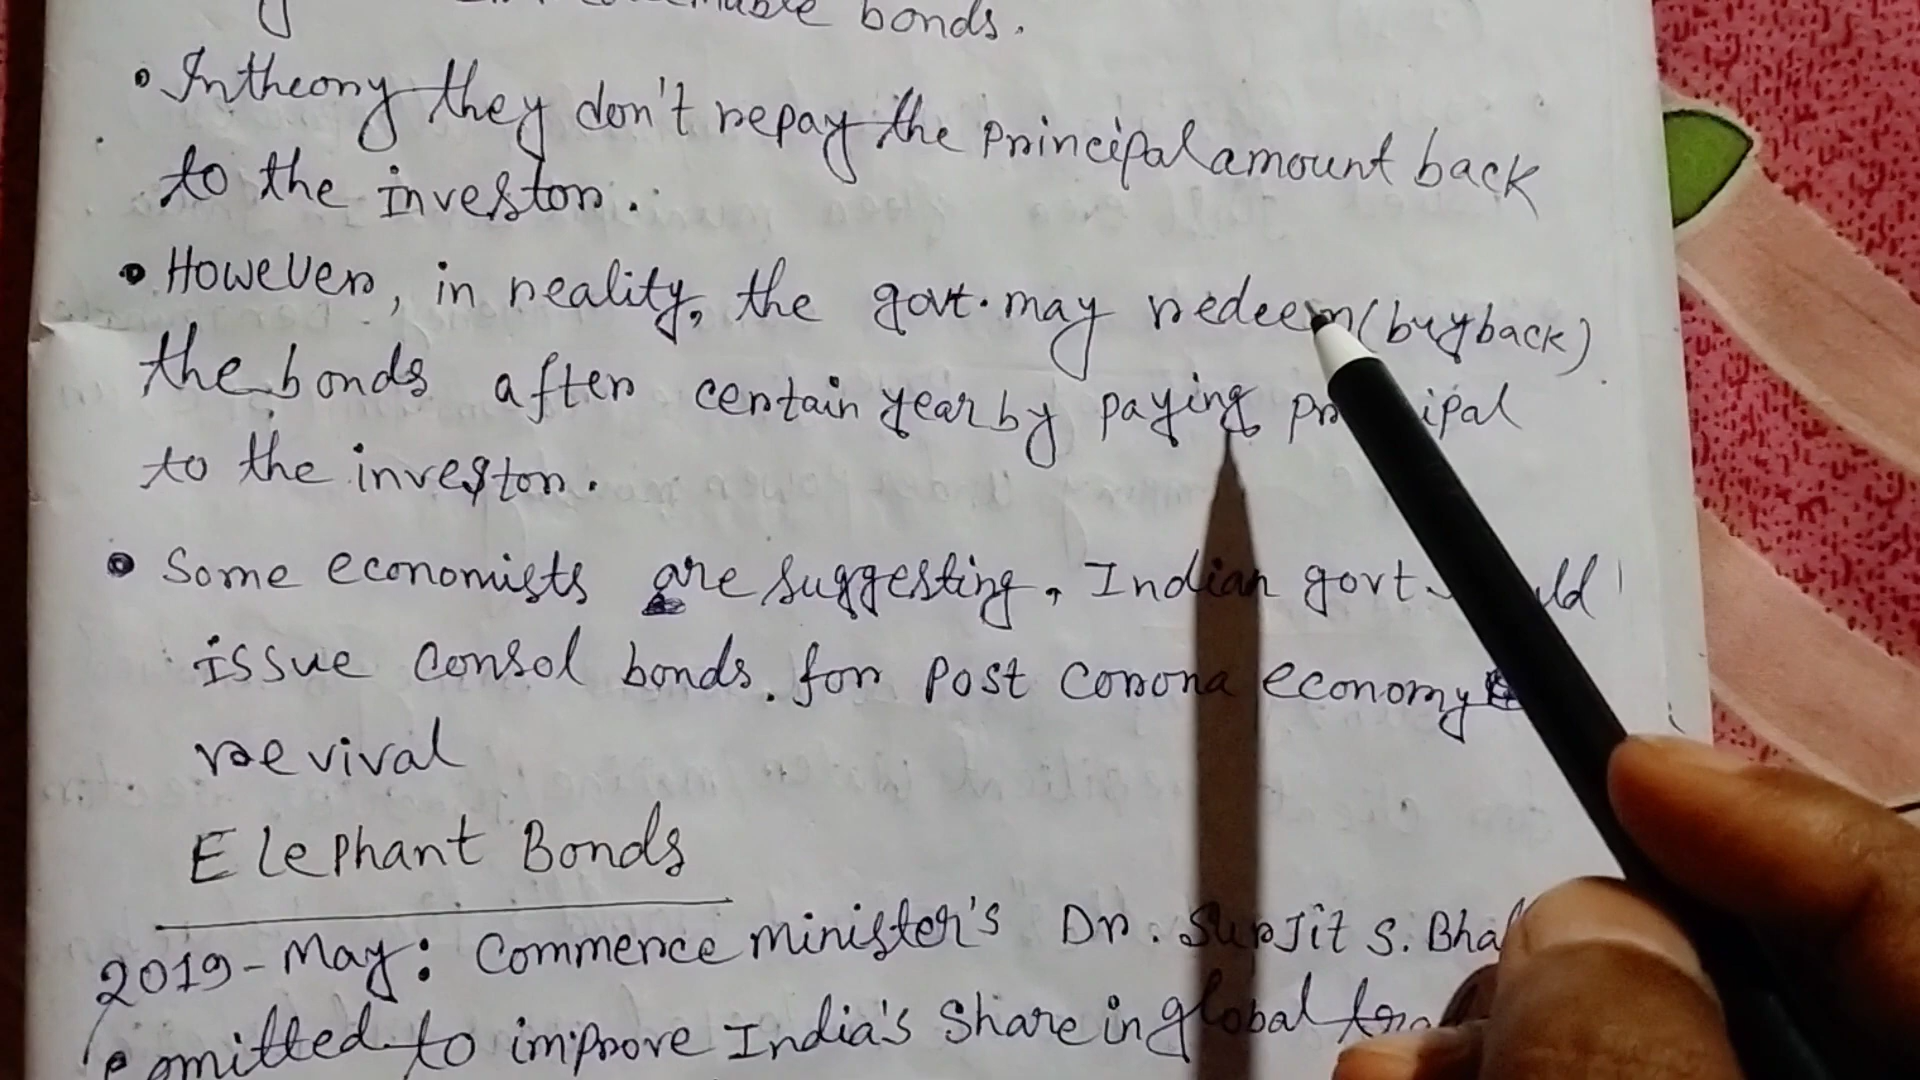 bonds.
• In theory they don't repay the principal amount back
to the investor.
• However, in reality, the govt. may redeem (buyback)
the bonds after certain year by paying principal
to the investor.
• Some economists are suggesting, Indian govt.
issue consol bonds. for post corona economy
revival
Elephant Bonds
2019 - May: Commerce minister's Dr. Surjit S.
to improve India's share in global